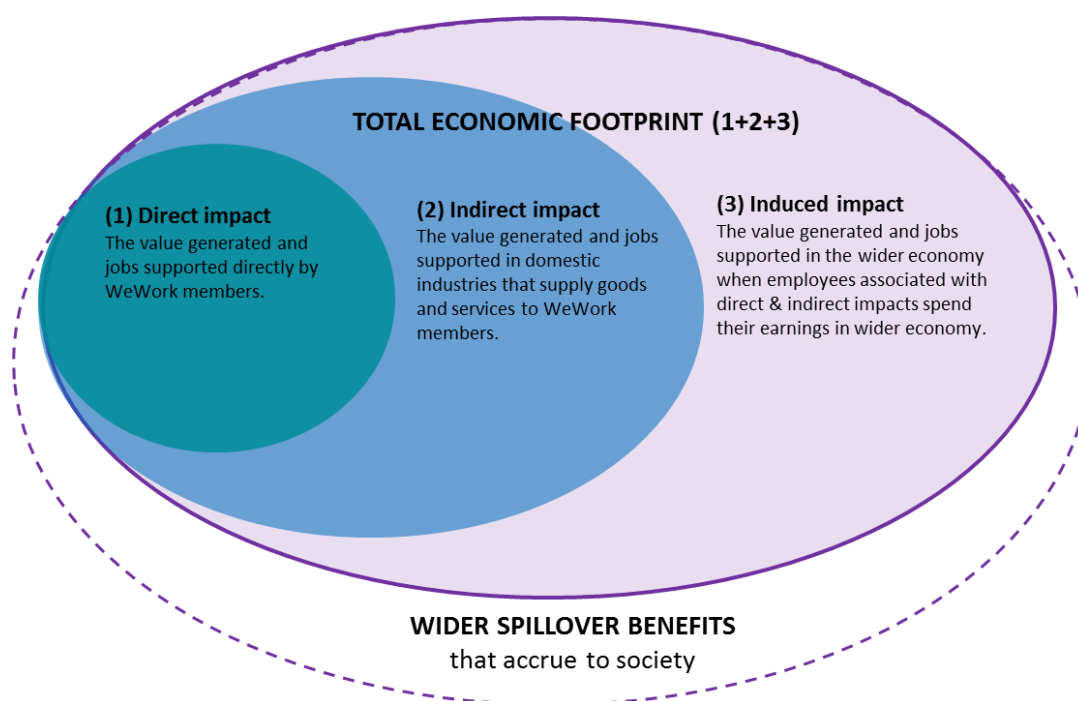 TOTAL ECONOMIC FOOTPRINT (1+2+3)
(1) Direct impact
The value generated and
jobs supported directly by
WeWork members.
(2) Indirect impact
The value generated and jobs
supported in domestic
industries that supply goods
and services to WeWork
members.
(3) Induced impact
The value generated and jobs
supported in the wider economy
when employees associated with
direct & indirect impacts spend
their earnings in wider economy.
WIDER SPILLOVER BENEFITS
that accrue to society